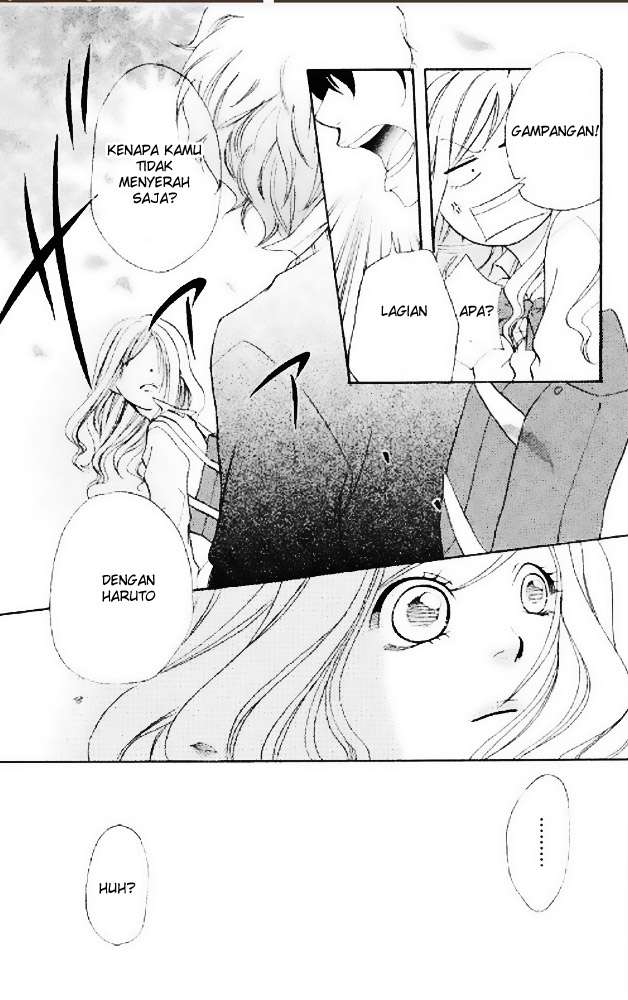 GAMPANGAN!
APA?
LAGIAN
KENAPA KAMU
TIDAK
MENYERAH
SAJA?
DENGAN
HARUTO
.........
HUH?